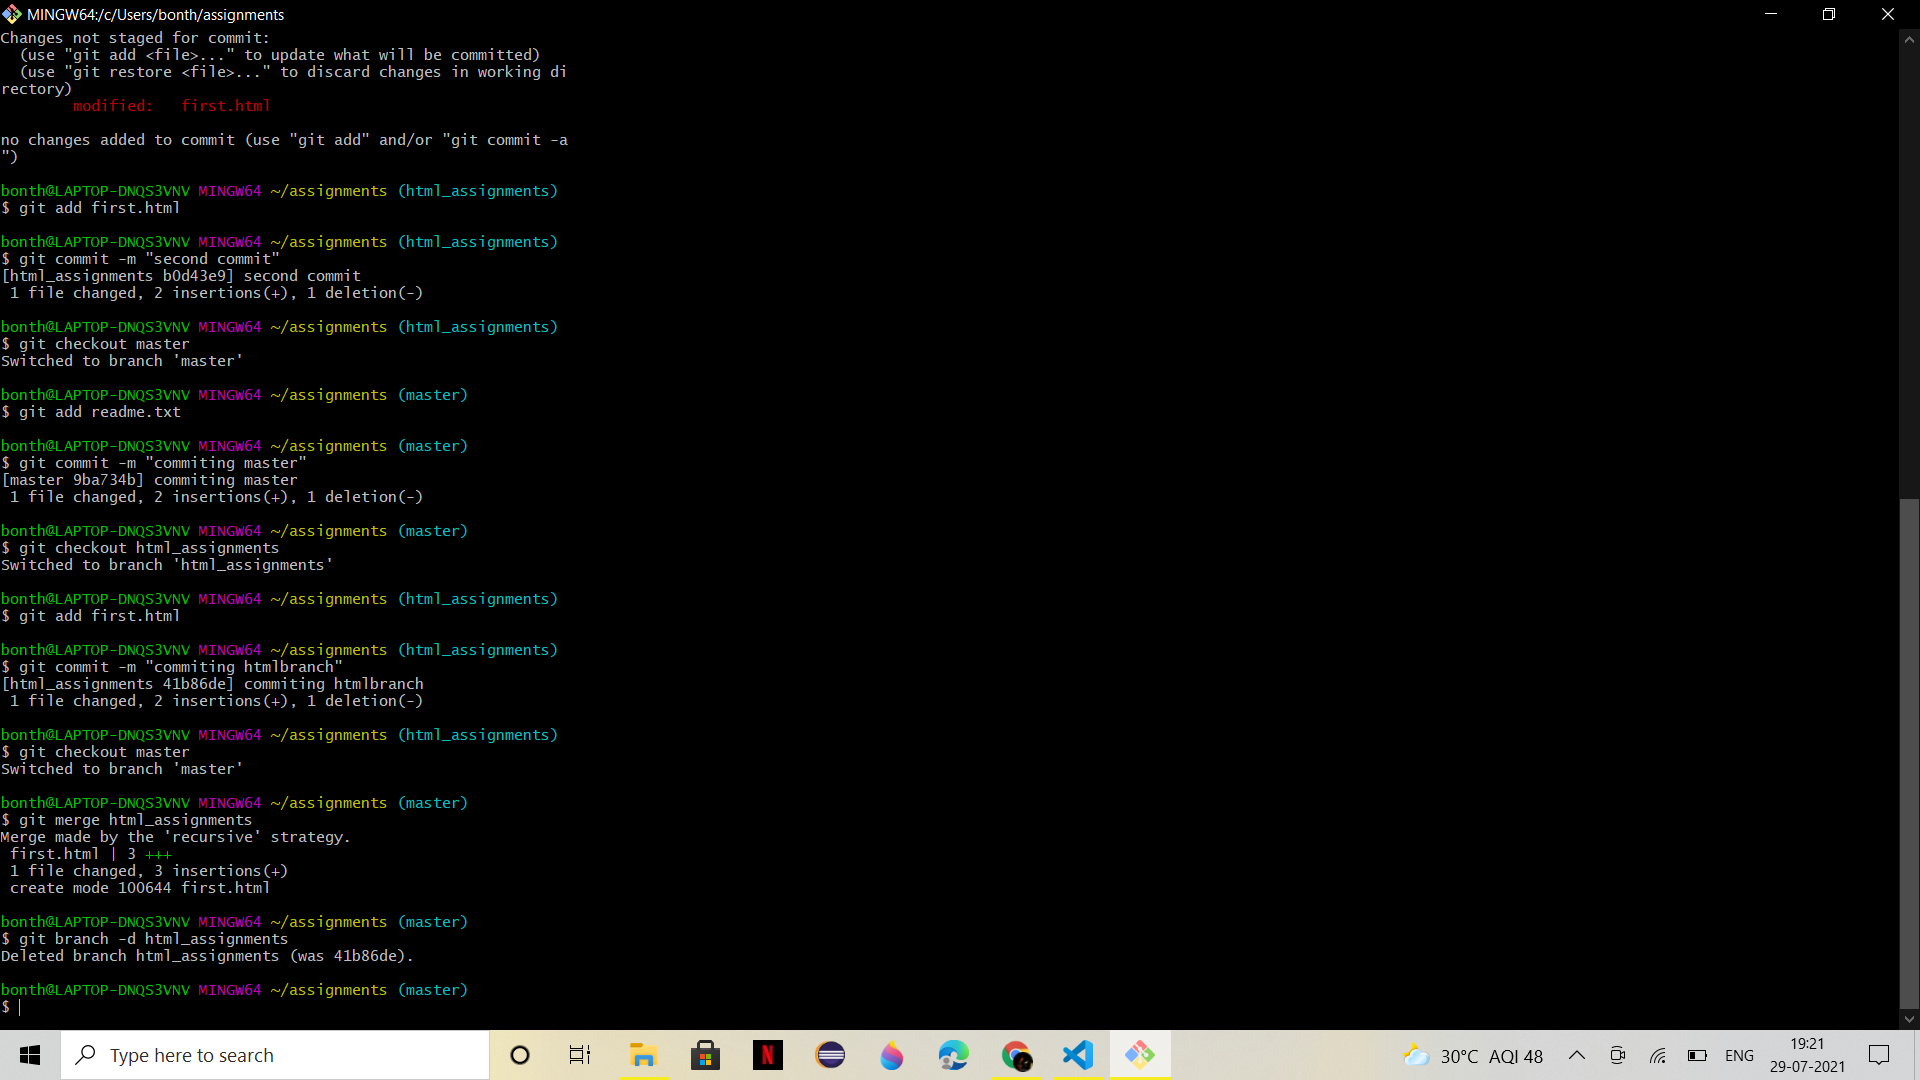 MINGW64:/c/Users/bonth/assignments
Changes not staged for commit:
  (use "git add <file>..." to update what will be committed)
  (use "git restore <file>..." to discard changes in working di
rectory)
        modified:   first.html

no changes added to commit (use "git add" and/or "git commit -a
")

bonth@LAPTOP-DNQS3VNV MINGW64 ~/assignments (html_assignments)
$ git add first.html

bonth@LAPTOP-DNQS3VNV MINGW64 ~/assignments (html_assignments)
$ git commit -m "second commit"
[html_assignments b0d43e9] second commit
 1 file changed, 2 insertions(+), 1 deletion(-)

bonth@LAPTOP-DNQS3VNV MINGW64 ~/assignments (html_assignments)
$ git checkout master
Switched to branch 'master'

bonth@LAPTOP-DNQS3VNV MINGW64 ~/assignments (master)
$ git add readme.txt

bonth@LAPTOP-DNQS3VNV MINGW64 ~/assignments (master)
$ git commit -m "commiting master"
[master 9ba734b] commiting master
 1 file changed, 2 insertions(+), 1 deletion(-)

bonth@LAPTOP-DNQS3VNV MINGW64 ~/assignments (master)
$ git checkout html_assignments
Switched to branch 'html_assignments'

bonth@LAPTOP-DNQS3VNV MINGW64 ~/assignments (html_assignments)
$ git add first.html

bonth@LAPTOP-DNQS3VNV MINGW64 ~/assignments (html_assignments)
$ git commit -m "commiting htmlbranch"
[html_assignments 41b86de] commiting htmlbranch
 1 file changed, 2 insertions(+), 1 deletion(-)

bonth@LAPTOP-DNQS3VNV MINGW64 ~/assignments (html_assignments)
$ git checkout master
Switched to branch 'master'

bonth@LAPTOP-DNQS3VNV MINGW64 ~/assignments (master)
$ git merge html_assignments
Merge made by the 'recursive' strategy.
 first.html | 3 +++
 1 file changed, 3 insertions(+)
 create mode 100644 first.html

bonth@LAPTOP-DNQS3VNV MINGW64 ~/assignments (master)
$ git branch -d html_assignments
Deleted branch html_assignments (was 41b86de).

bonth@LAPTOP-DNQS3VNV MINGW64 ~/assignments (master)
$
Type here to search
N
30°C AQI 48
ENG
19:21
29-07-2021